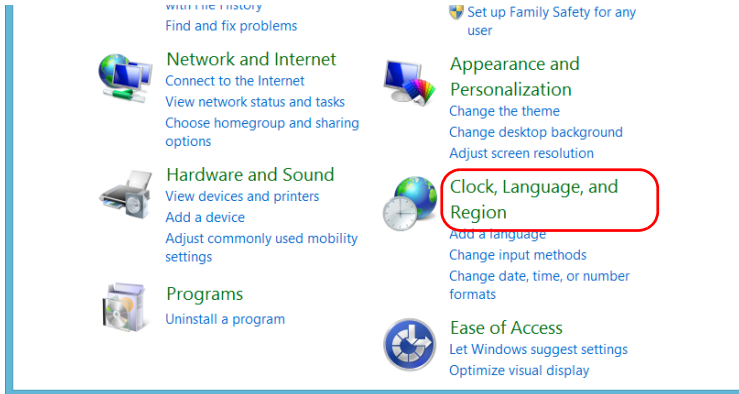 with File History
Find and fix problems
Network and Internet
Connect to the Internet
View network status and tasks
Choose homegroup and sharing
options
Hardware and Sound
View devices and printers
Add a device
Adjust commonly used mobility
settings
Programs
Uninstall a program
Set up Family Safety for any
user
Appearance and
Personalization
Change the theme
Change desktop background
Adjust screen resolution
Clock, Language, and
Region
Add a language
Change input methods
Change date, time, or number
formats
Ease of Access
Let Windows suggest settings
Optimize visual display